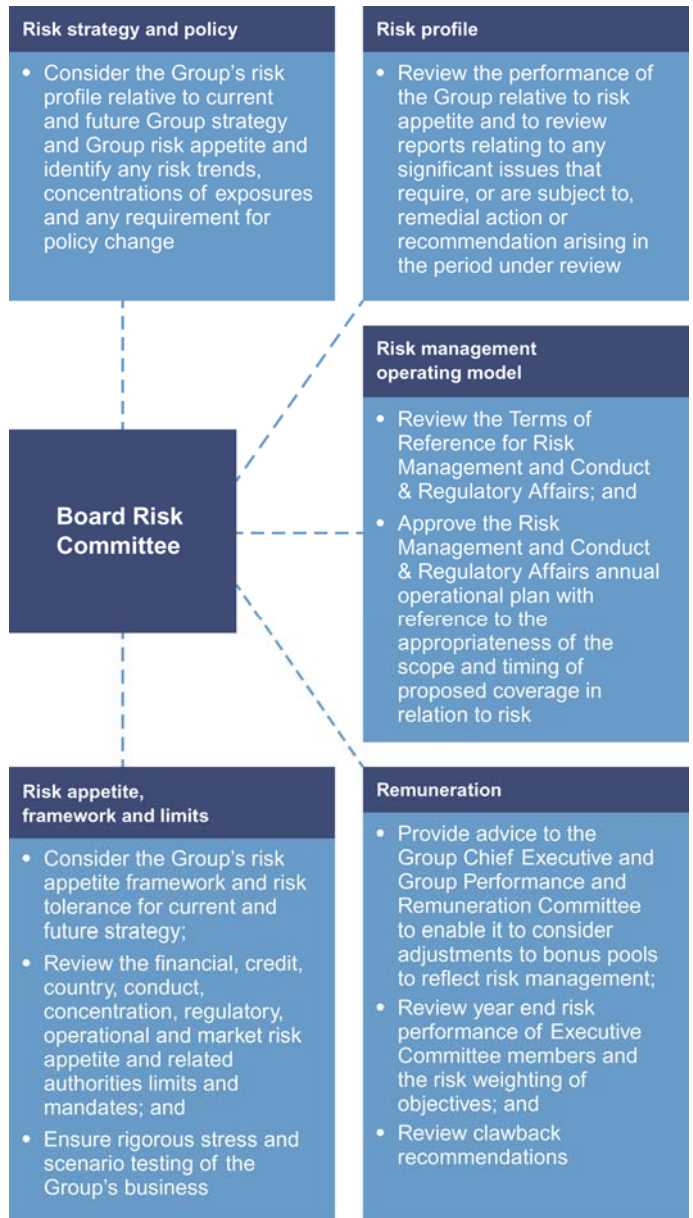 Risk strategy and policy
• Consider the Group's risk
profile relative to current
and future Group strategy
and Group risk appetite and
identify any risk trends,
concentrations of exposures
and any requirement for
policy change
Risk profile
• Review the performance of
the Group relative to risk
appetite and to review
reports relating to any
significant issues that
require, or are subject to,
remedial action or
recommendation arising in
the period under review
Board Risk
Committee
Risk management
operating model
• Review the Terms of
Reference for Risk
Management and Conduct
& Regulatory Affairs; and
• Approve the Risk
Management and Conduct
& Regulatory Affairs annual
operational plan with
reference to the
appropriateness of the
scope and timing of
proposed coverage in
relation to risk
Risk appetite,
framework and limits
• Consider the Group's risk
appetite framework and risk
tolerance for current and
future strategy;
• Review the financial, credit,
country, conduct,
concentration, regulatory,
operational and market risk
appetite and related
authorities limits and
mandates; and
• Ensure rigorous stress and
scenario testing of the
Group's business
Remuneration
• Provide advice to the
Group Chief Executive and
Group Performance and
Remuneration Committee
to enable it to consider
adjustments to bonus pools
to reflect risk management;
• Review year end risk
performance of Executive
Committee members and
the risk weighting of
objectives; and
• Review clawback
recommendations